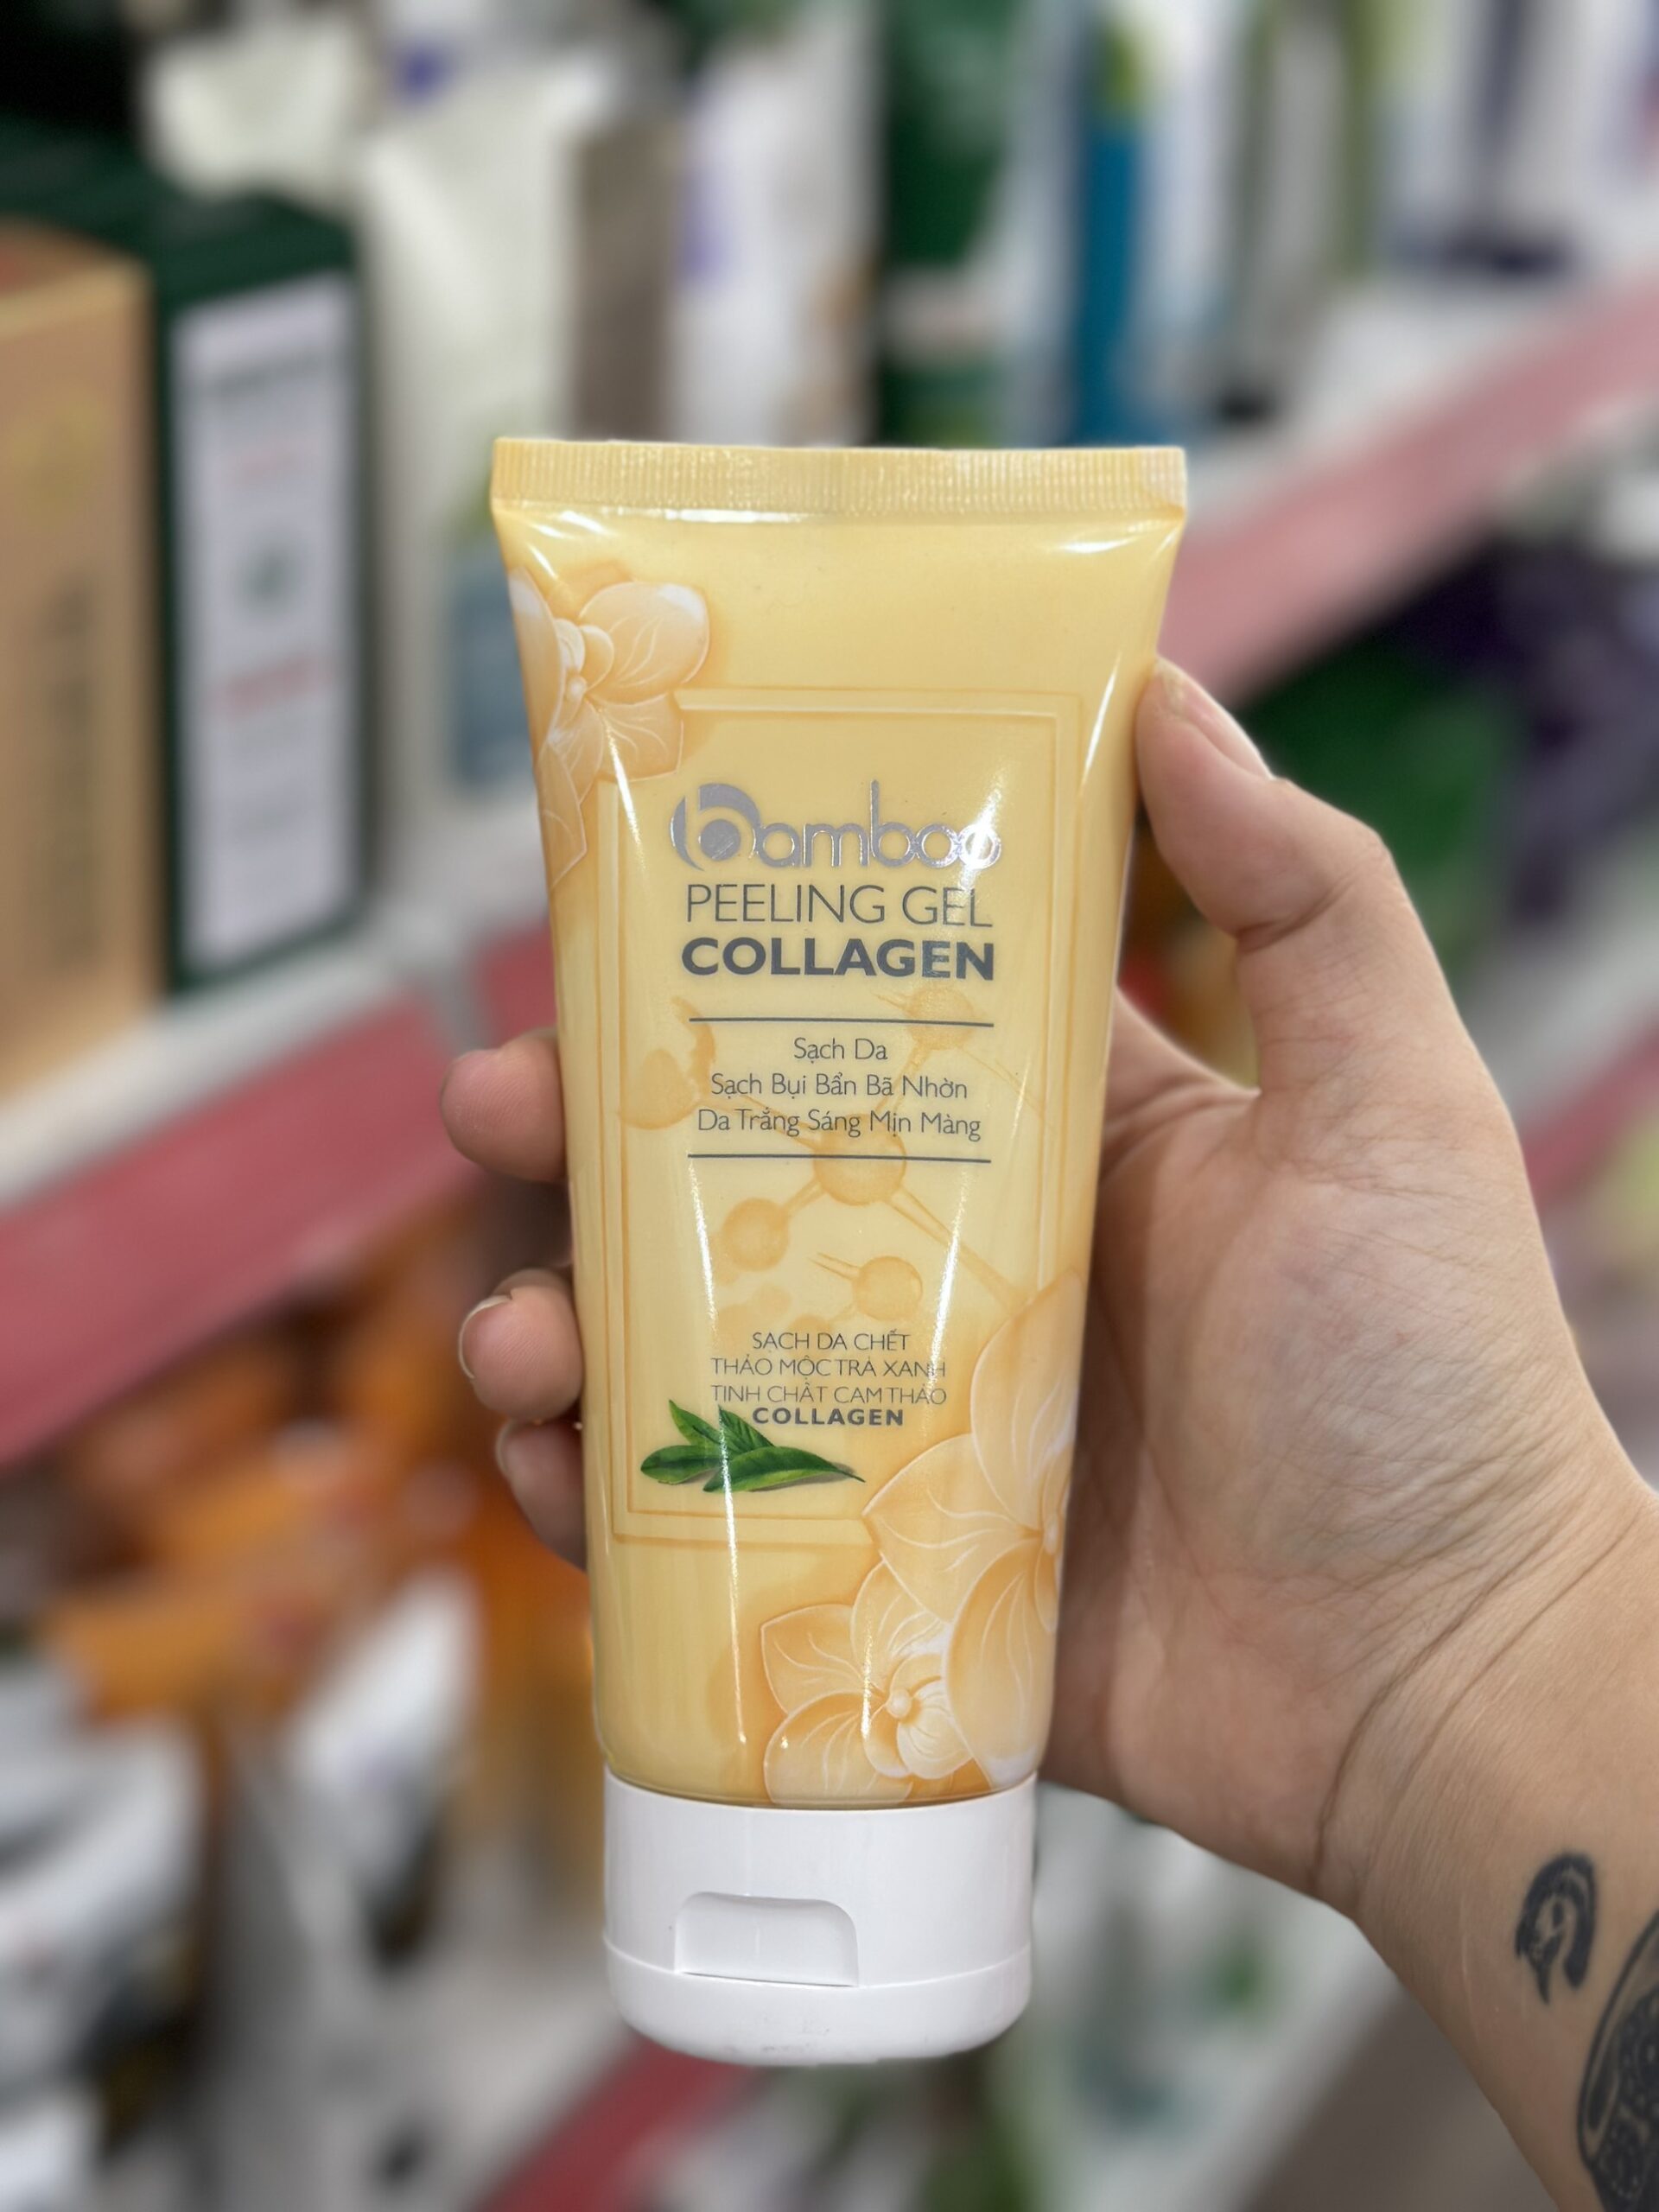 bamboo
PEELING GEL
COLLAGEN
Sạch Da
Sạch Bụi Bẩn Bã Nhờn
Da Trắng Sáng Mịn Màng
SẠCH DA CHẾT
THẢO MỘC TRÀ XANH
TINH CHẤT CAM THẢO
COLLAGEN